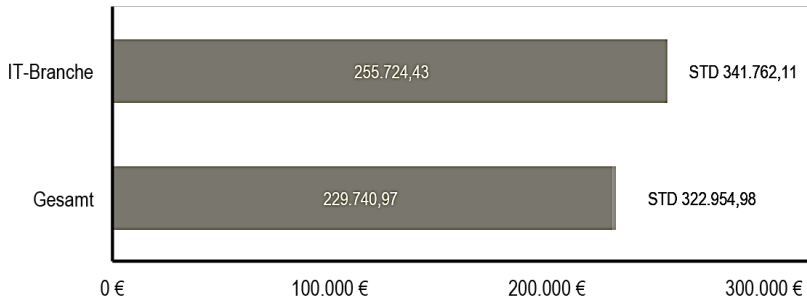 IT-Branche 255.724,43 STD 341.762,11
Gesamt 229.740,97 STD 322.954,98
0 € 100.000 € 200.000 € 300.000 €